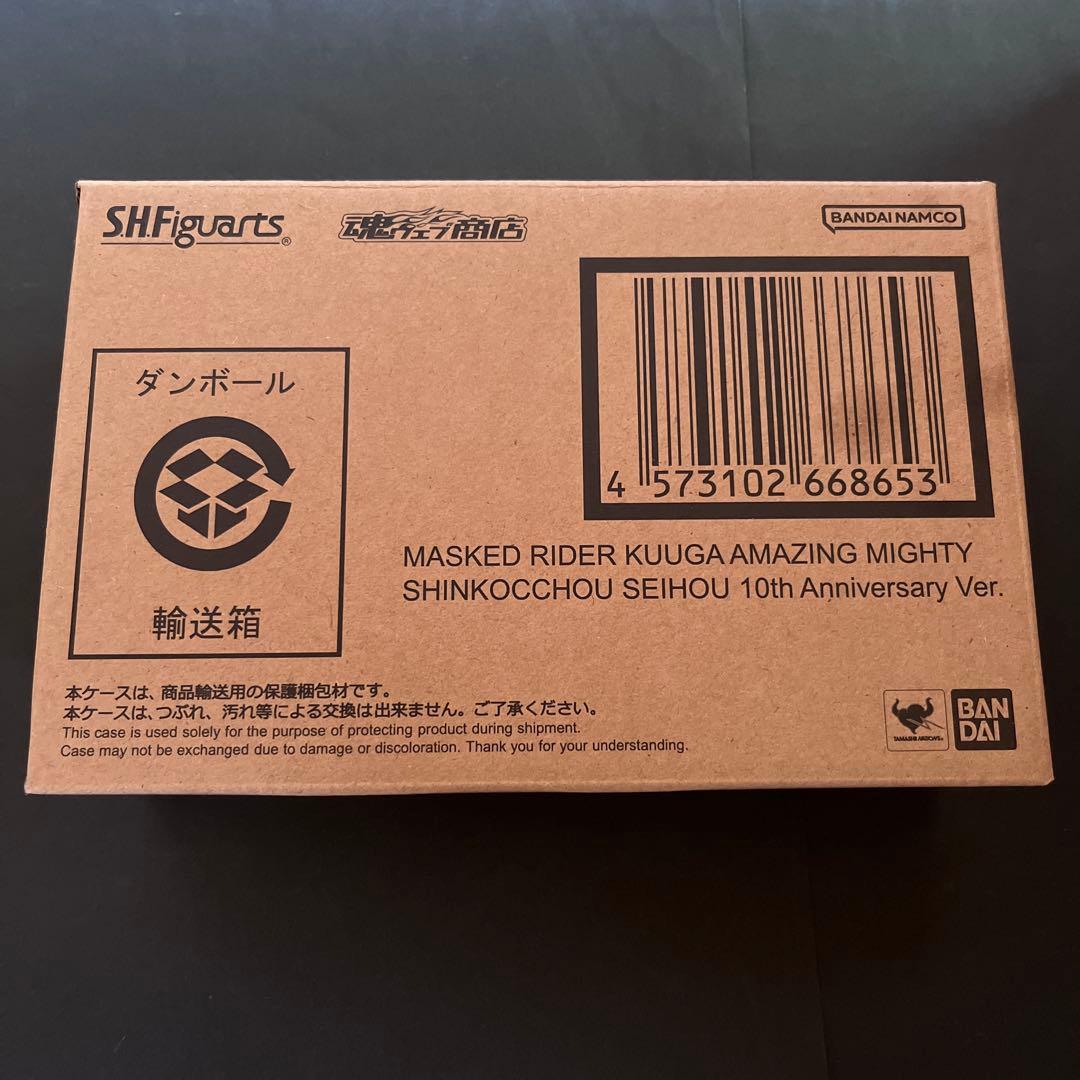 S.H.Figuarts®
魂ウェブ商店
BANDAI NAMCO
4 573102 668653
ダンボール
輸送箱
MASKED RIDER KUUGA AMAZING MIGHTY
SHINKOCCHOU SEIHOU 10th Anniversary Ver.
本ケースは、商品輸送用の保護梱包材です。
本ケースは、つぶれ、汚れ等による交換は出来ません。ご了承ください。
This case is used solely for the purpose of protecting product during shipment.
Case may not be exchanged due to damage or discoloration. Thank you for your understanding.
TAMASHII NATIONS®
BAN
DAI